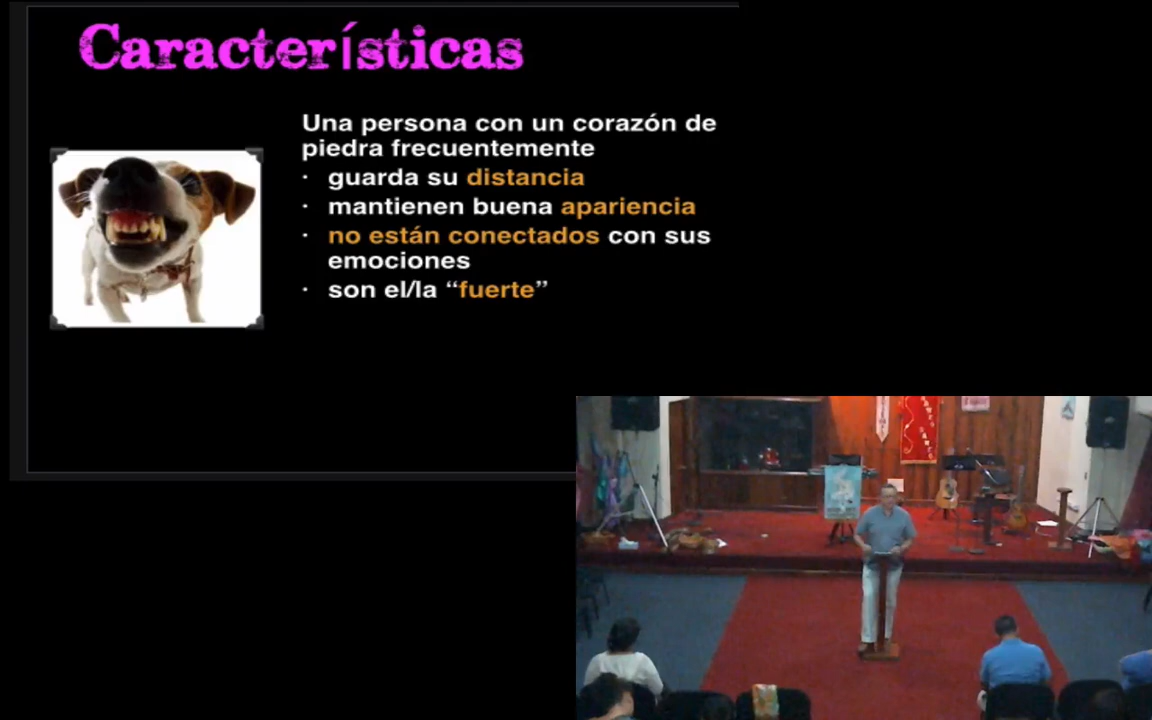 Características
Una persona con un corazón de
piedra frecuentemente
· guarda su distancia
· mantienen buena apariencia
· no están conectados con sus
emociones
· son el/la “fuerte”